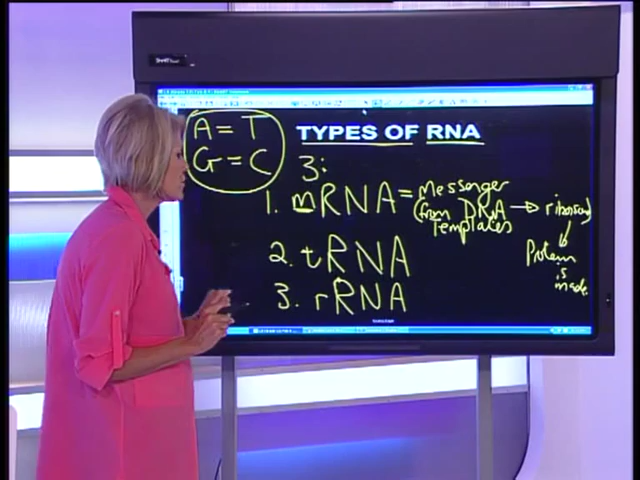 A = T
G = C
TYPES OF RNA
3:
1. mRNA = Messenger
(from DNA → ribosome)
Templates
Protein
is
made.
2. tRNA
3. rRNA